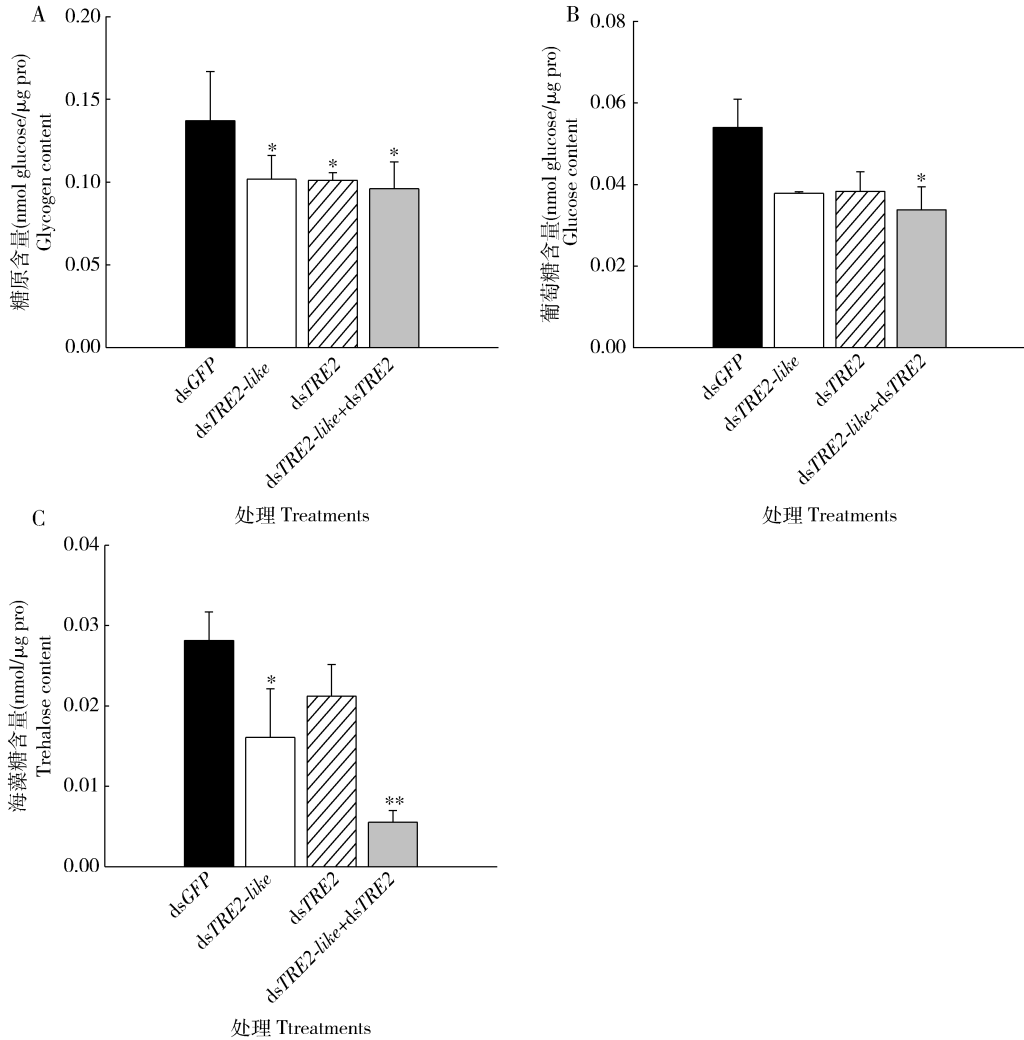 A
糖原含量(nmol glucose/μg pro)
Glycogen content
0.20
0.15
0.10
0.05
0.00
*
*
*
dsGFP
dsTRE2-like
dsTRE2
dsTRE2-like+dsTRE2
处理 Treatments
B
葡萄糖含量(nmol glucose/μg pro)
Glucose content
0.08
0.06
0.04
0.02
0.00
*
dsGFP
dsTRE2-like
dsTRE2
dsTRE2-like+dsTRE2
处理 Treatments
C
海藻糖含量(nmol/μg pro)
Trehalose content
0.04
0.03
0.02
0.01
0.00
*
**
dsGFP
dsTRE2-like
dsTRE2
dsTRE2-like+dsTRE2
处理 Ttreatments